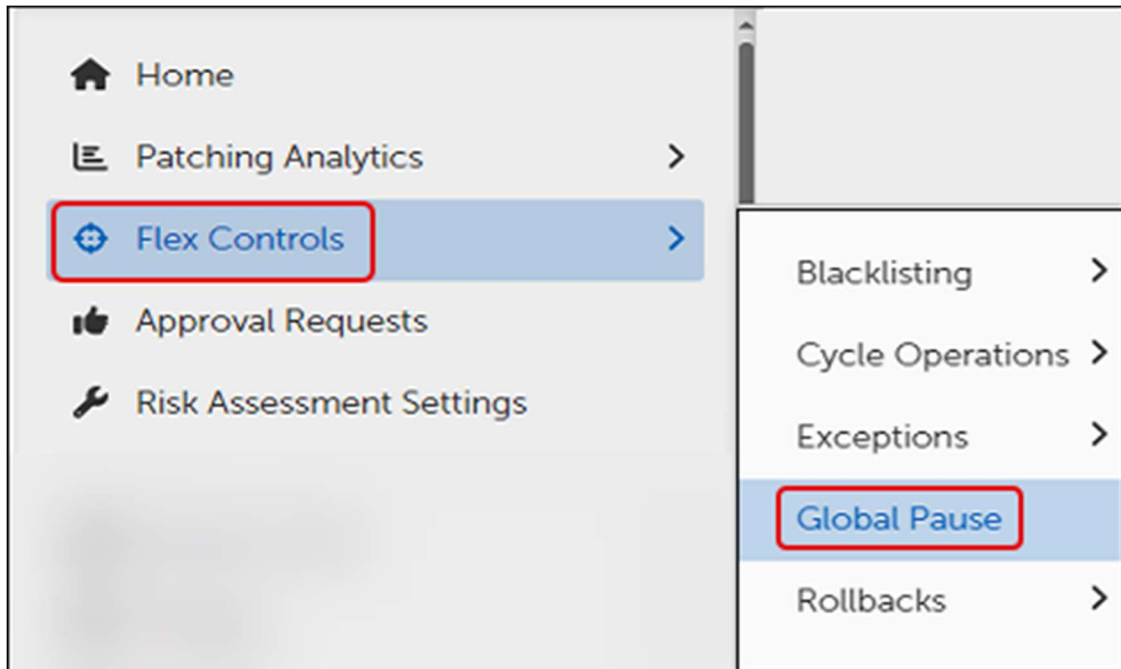 Home
Patching Analytics
Flex Controls
Approval Requests
Risk Assessment Settings
Blacklisting
Cycle Operations
Exceptions
Global Pause
Rollbacks